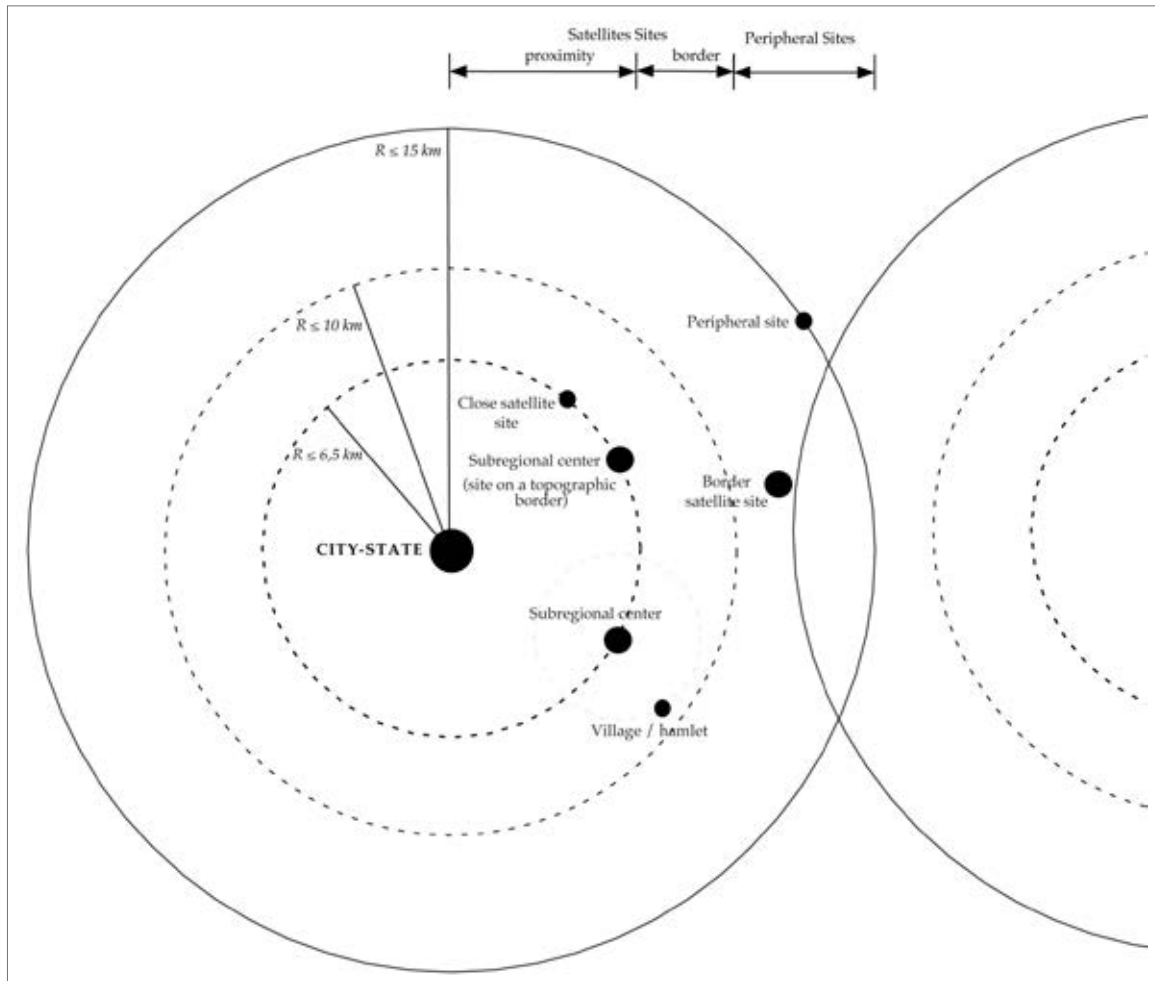 Satellites Sites
Peripheral Sites
proximity
border
R ≤ 15 km
R ≤ 10 km
R ≤ 6,5 km
Peripheral site
Close satellite
site
Subregional center
(site on a topographic
border)
Border
satellite site
CITY-STATE
Subregional center
Village / hamlet